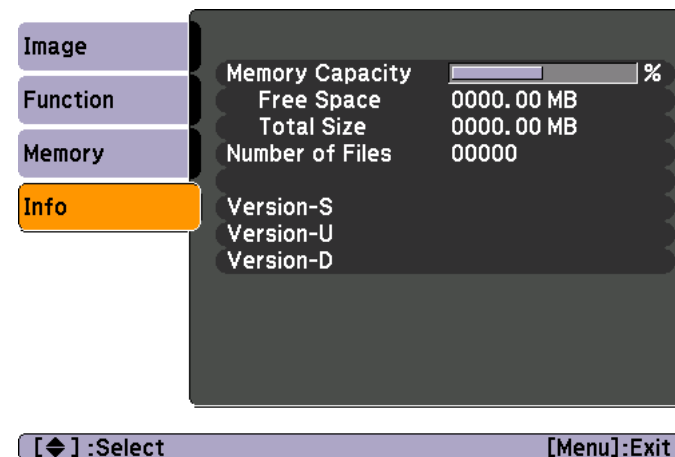 Image
Function
Memory
Info
Memory Capacity %
Free Space 0000.00 MB
Total Size 0000.00 MB
Number of Files 00000
Version-S
Version-U
Version-D
[◆] :Select [Menu]:Exit